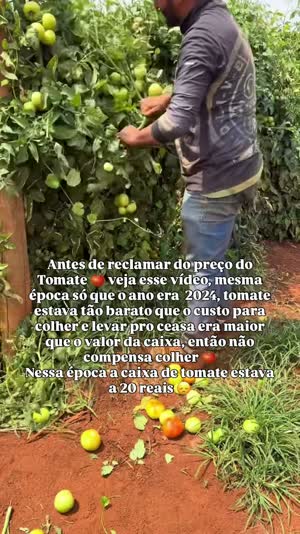 Antes de reclamar do preço do
Tomate 🍅 veja esse vídeo, mesma
época só que o ano era 2024, tomate
estava tão barato que o custo para
colher e levar pro ceasa era maior
que o valor da caixa, então não
compensa colher 🍅
Nessa época a caixa de tomate estava
a 20 reais 😔